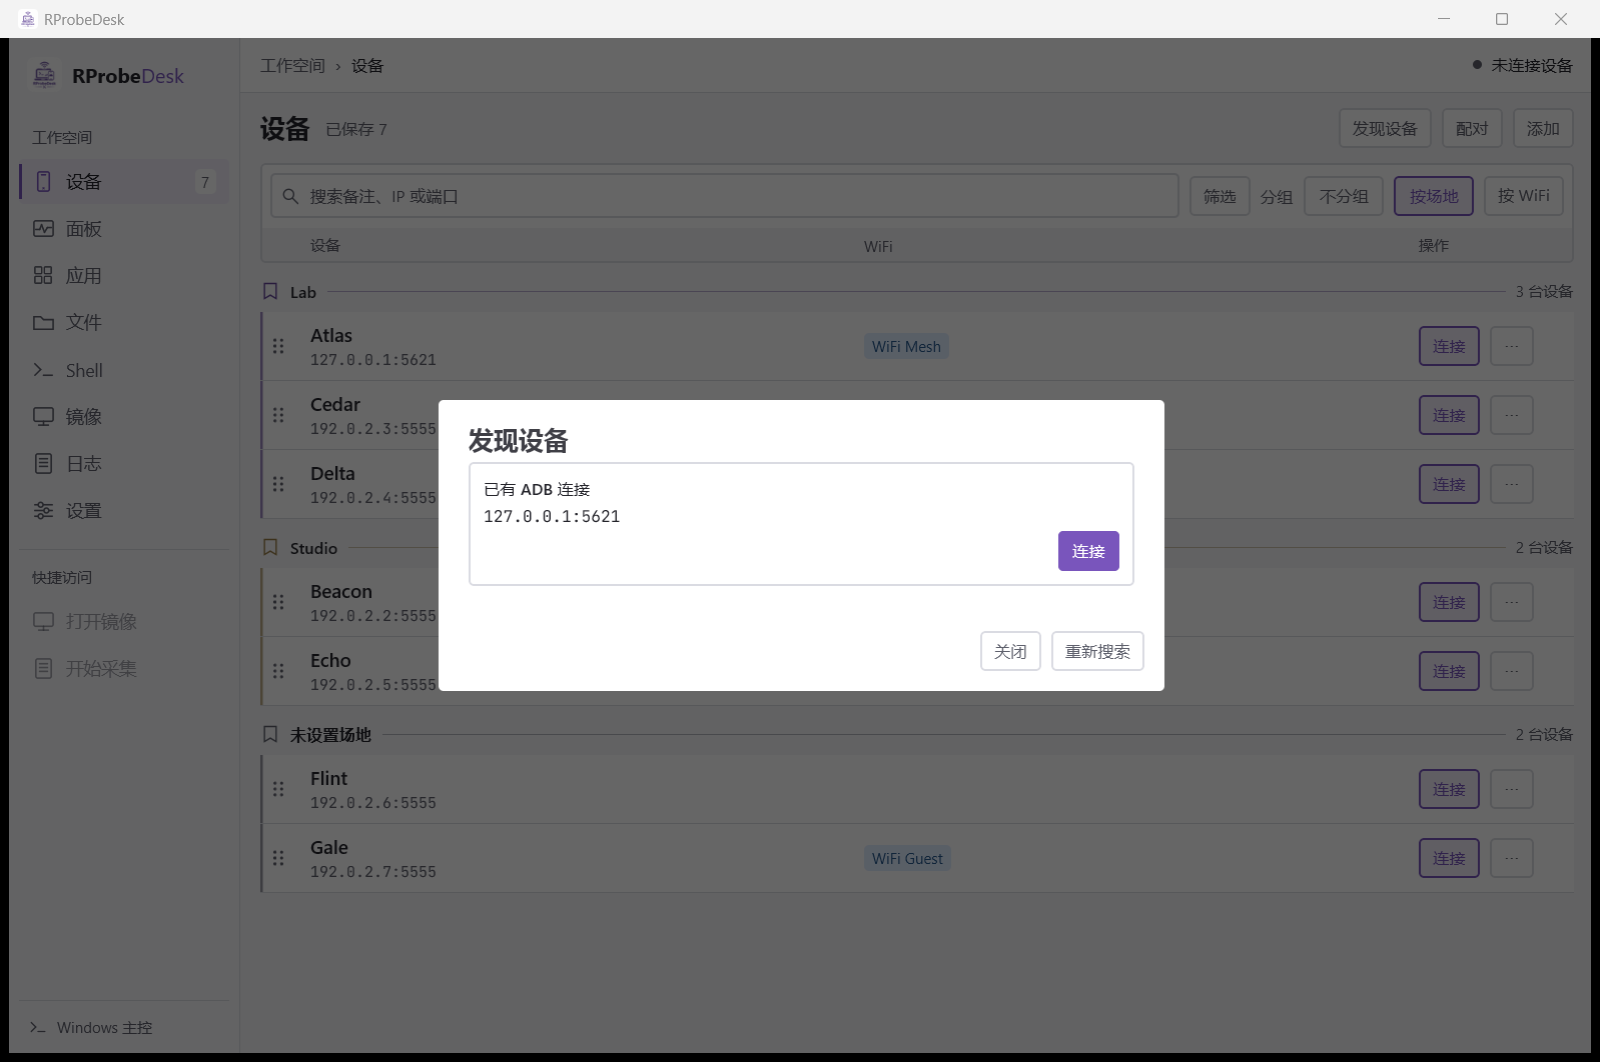 RProbeDesk
RProbeDesk
工作空间
设备 7
面板
应用
文件
Shell
镜像
日志
设置
快捷访问
打开镜像
开始采集
Windows 主控
工作空间 › 设备
未连接设备
设备 已保存 7
发现设备 配对 添加
搜索备注、IP 或端口 筛选 分组 不分组 按场地 按 WiFi
设备 WiFi 操作
Lab 3 台设备
Atlas
127.0.0.1:5621
WiFi Mesh
连接 ...
Cedar
192.0.2.3:5555
连接 ...
Delta
192.0.2.4:5555
连接 ...
Studio 2 台设备
Beacon
192.0.2.2:5555
连接 ...
Echo
192.0.2.5:5555
连接 ...
未设置场地 2 台设备
Flint
192.0.2.6:5555
连接 ...
Gale
192.0.2.7:5555
WiFi Guest
连接 ...
发现设备
已有 ADB 连接
127.0.0.1:5621
连接
关闭 重新搜索